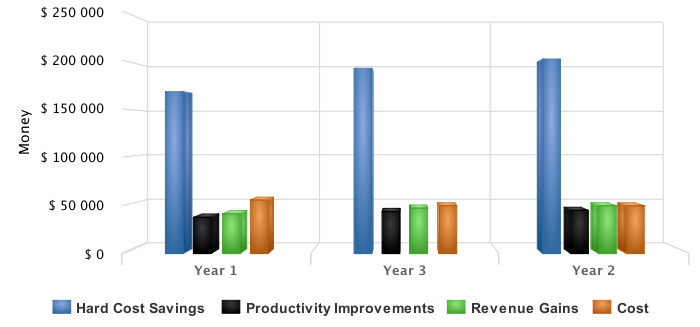 $ 250 000
$ 200 000
$ 150 000
$ 100 000
$ 50 000
$ 0
Money
Year 1 Year 3 Year 2
Hard Cost Savings Productivity Improvements Revenue Gains Cost